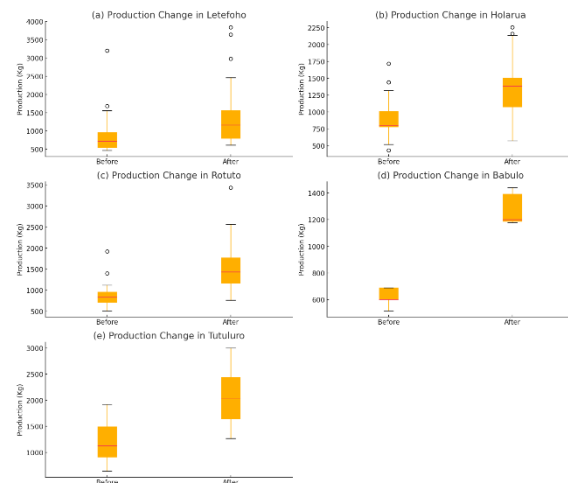 (a) Production Change in Letefoho
Production (Kg)
4000
3500
3000
2500
2000
1500
1000
500
Before
After
(b) Production Change in Holarua
Production (Kg)
2250
2000
1750
1500
1250
1000
750
500
Before
After
(c) Production Change in Rotuto
Production (Kg)
3500
3000
2500
2000
1500
1000
500
Before
After
(d) Production Change in Babulo
Production (Kg)
1400
1200
1000
800
600
Before
After
(e) Production Change in Tutuluro
Production (Kg)
3000
2500
2000
1500
1000
Before
After